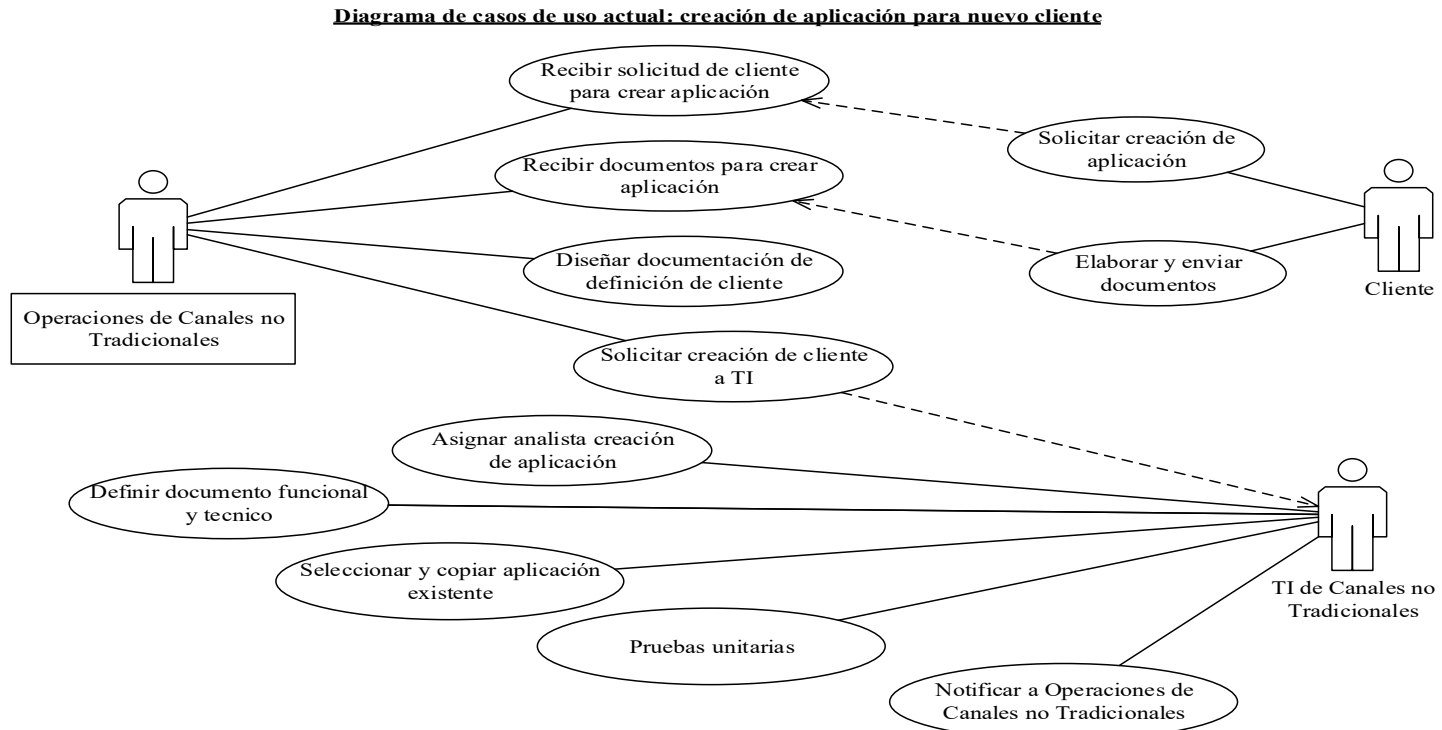 Diagrama de casos de uso actual: creación de aplicación para nuevo cliente
Recibir solicitud de cliente
para crear aplicación
Solicitar creación de
aplicación
Recibir documentos para crear
aplicación
Diseñar documentación de
definición de cliente
Elaborar y enviar
documentos
Cliente
Operaciones de Canales no
Tradicionales
Solicitar creación de cliente
a TI
Asignar analista creación
de aplicación
Definir documento funcional
y tecnico
Seleccionar y copiar aplicación
existente
TI de Canales no
Tradicionales
Pruebas unitarias
Notificar a Operaciones de
Canales no Tradicionales